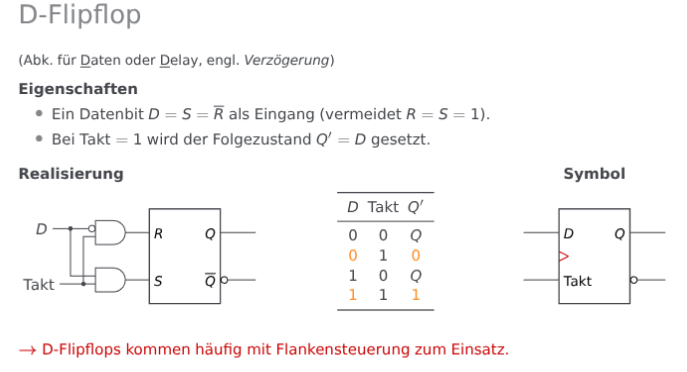 D-Flipflop
(Abk. für Daten oder Delay, engl. Verzögerung)
Eigenschaften
• Ein Datenbit D = S = R̅ als Eingang (vermeidet R = S = 1).
• Bei Takt = 1 wird der Folgezustand Q′ = D gesetzt.
Realisierung
Symbol
D
Takt
R
Q
S
Q̅
D Takt Q′
0 0 Q
0 1 0
1 0 Q
1 1 1
D
Q
Takt
→ D-Flipflops kommen häufig mit Flankensteuerung zum Einsatz.